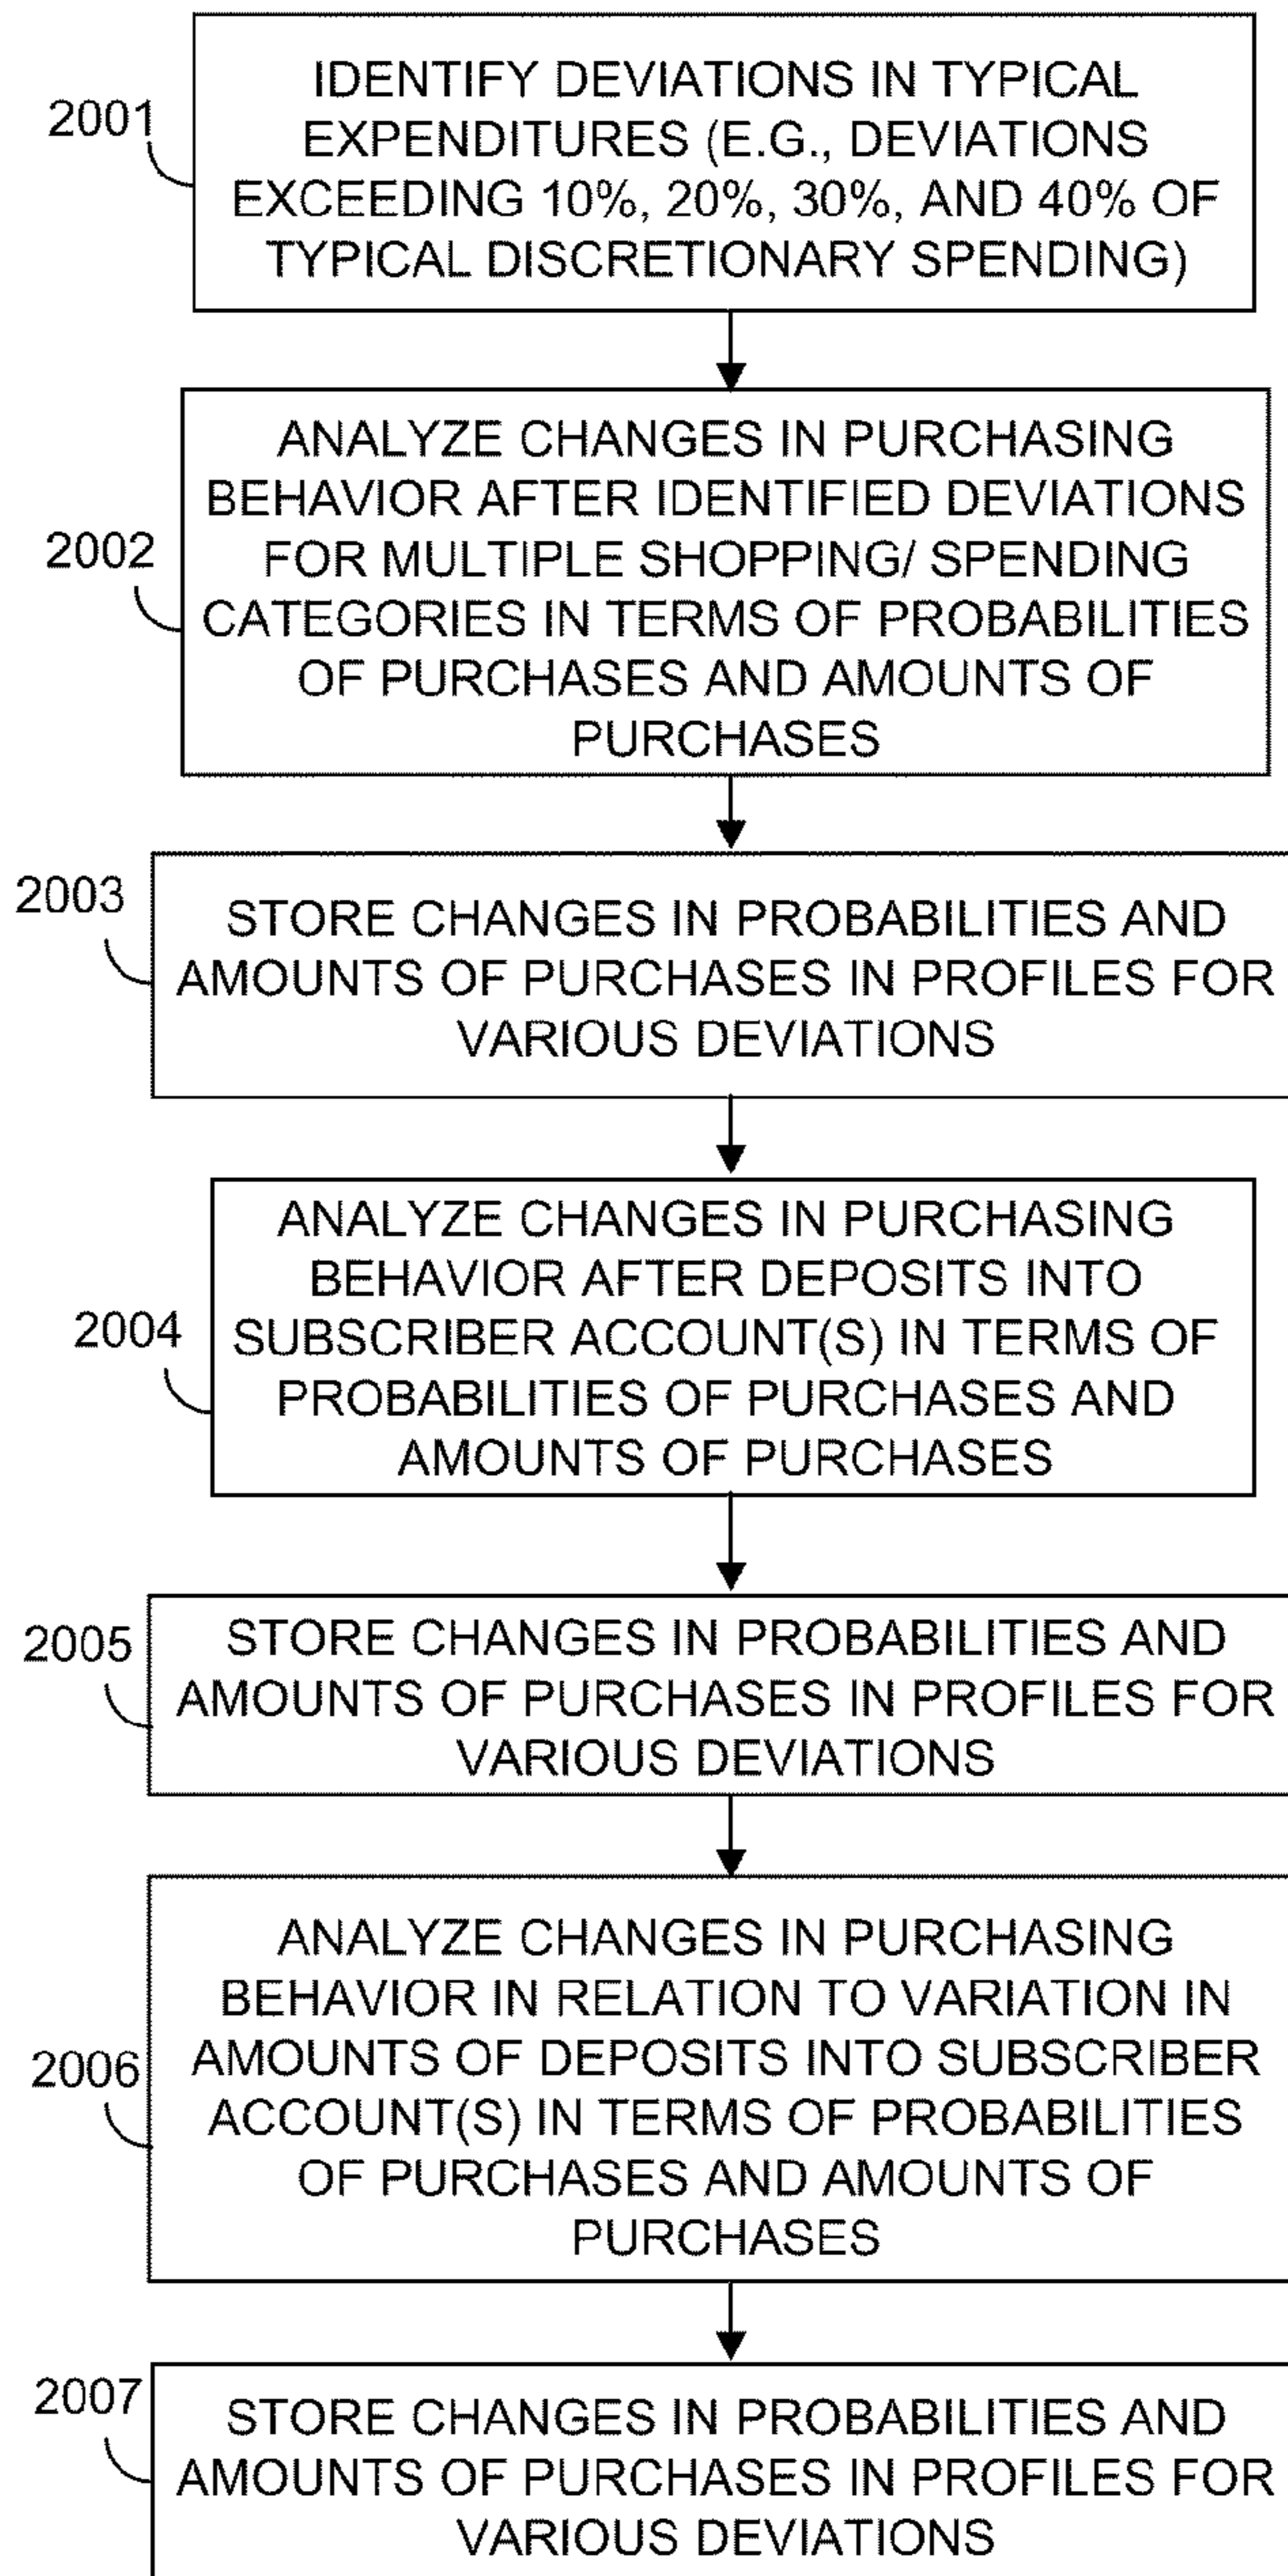 2001
IDENTIFY DEVIATIONS IN TYPICAL
EXPENDITURES (E.G., DEVIATIONS
EXCEEDING 10%, 20%, 30%, AND 40% OF
TYPICAL DISCRETIONARY SPENDING)
2002
ANALYZE CHANGES IN PURCHASING
BEHAVIOR AFTER IDENTIFIED DEVIATIONS
FOR MULTIPLE SHOPPING/ SPENDING
CATEGORIES IN TERMS OF PROBABILITIES
OF PURCHASES AND AMOUNTS OF
PURCHASES
2003
STORE CHANGES IN PROBABILITIES AND
AMOUNTS OF PURCHASES IN PROFILES FOR
VARIOUS DEVIATIONS
2004
ANALYZE CHANGES IN PURCHASING
BEHAVIOR AFTER DEPOSITS INTO
SUBSCRIBER ACCOUNT(S) IN TERMS OF
PROBABILITIES OF PURCHASES AND
AMOUNTS OF PURCHASES
2005
STORE CHANGES IN PROBABILITIES AND
AMOUNTS OF PURCHASES IN PROFILES FOR
VARIOUS DEVIATIONS
2006
ANALYZE CHANGES IN PURCHASING
BEHAVIOR IN RELATION TO VARIATION IN
AMOUNTS OF DEPOSITS INTO SUBSCRIBER
ACCOUNT(S) IN TERMS OF PROBABILITIES
OF PURCHASES AND AMOUNTS OF
PURCHASES
2007
STORE CHANGES IN PROBABILITIES AND
AMOUNTS OF PURCHASES IN PROFILES FOR
VARIOUS DEVIATIONS